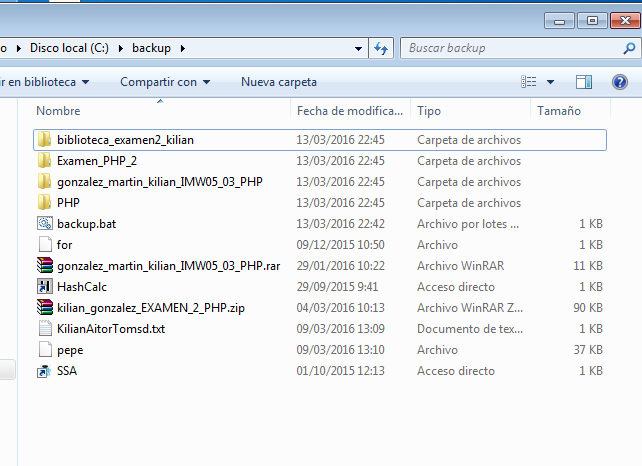 o ▸ Disco local (C:) ▸ backup ▸ Buscar backup
ir en biblioteca Compartir con Nueva carpeta
Nombre Fecha de modifica... Tipo Tamaño
biblioteca_examen2_kilian 13/03/2016 22:45 Carpeta de archivos
Examen_PHP_2 13/03/2016 22:45 Carpeta de archivos
gonzalez_martin_kilian_IMW05_03_PHP 13/03/2016 22:45 Carpeta de archivos
PHP 13/03/2016 22:45 Carpeta de archivos
backup.bat 13/03/2016 22:42 Archivo por lotes ... 1 KB
for 09/12/2015 10:50 Archivo 1 KB
gonzalez_martin_kilian_IMW05_03_PHP.rar 29/01/2016 10:22 Archivo WinRAR 11 KB
HashCalc 29/09/2015 9:41 Acceso directo 1 KB
kilian_gonzalez_EXAMEN_2_PHP.zip 04/03/2016 10:13 Archivo WinRAR Z... 90 KB
KilianAitorTomsd.txt 09/03/2016 13:09 Documento de tex... 1 KB
pepe 09/03/2016 13:10 Archivo 37 KB
SSA 01/10/2015 12:13 Acceso directo 1 KB